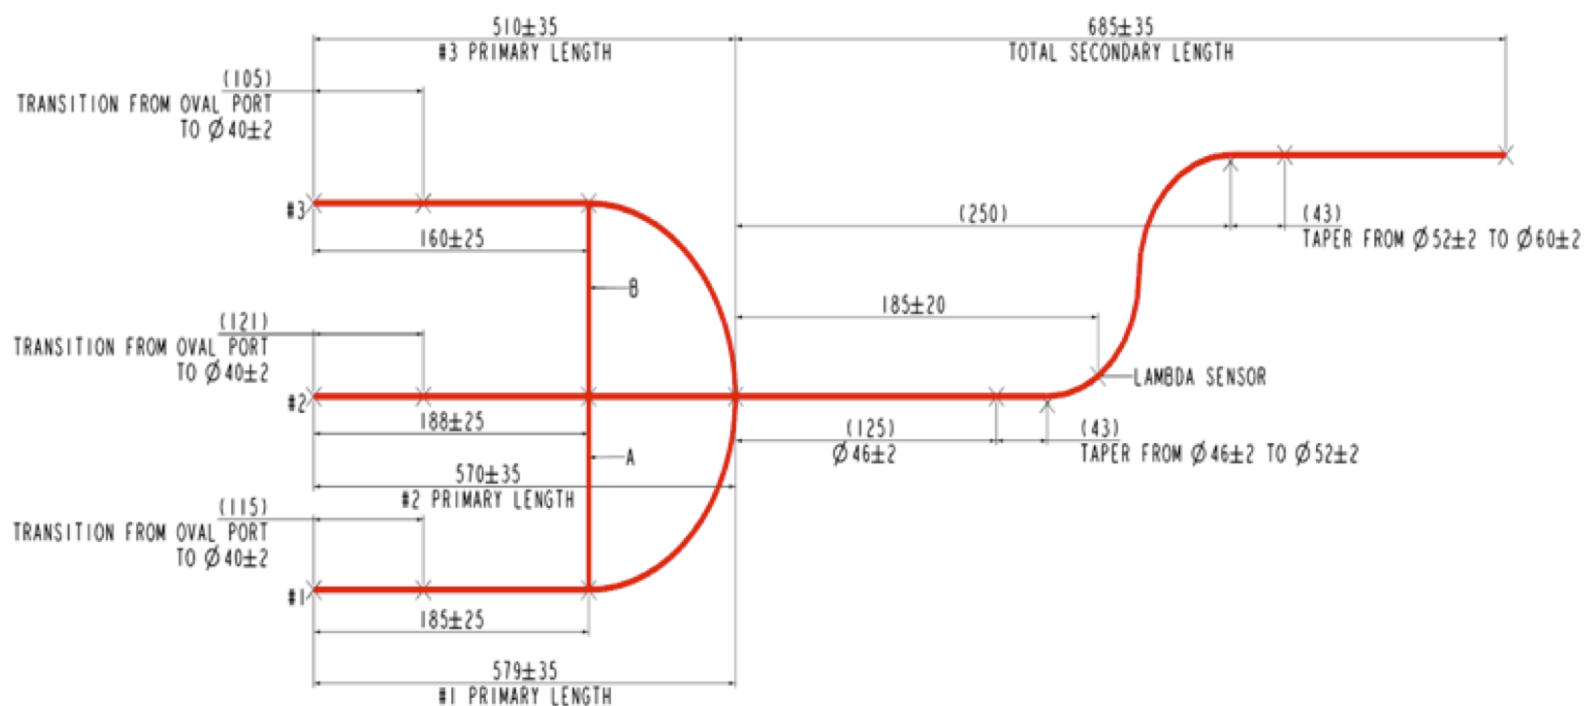 510±35
#3 PRIMARY LENGTH
685±35
TOTAL SECONDARY LENGTH
(105)
TRANSITION FROM OVAL PORT
TO Ø40±2
#3
160±25
B
(250)
(43)
TAPER FROM Ø52±2 TO Ø60±2
185±20
LAMBDA SENSOR
(121)
TRANSITION FROM OVAL PORT
TO Ø40±2
#2
188±25
A
570±35
#2 PRIMARY LENGTH
(125)
Ø46±2
(43)
TAPER FROM Ø46±2 TO Ø52±2
(115)
TRANSITION FROM OVAL PORT
TO Ø40±2
#1
185±25
579±35
#1 PRIMARY LENGTH